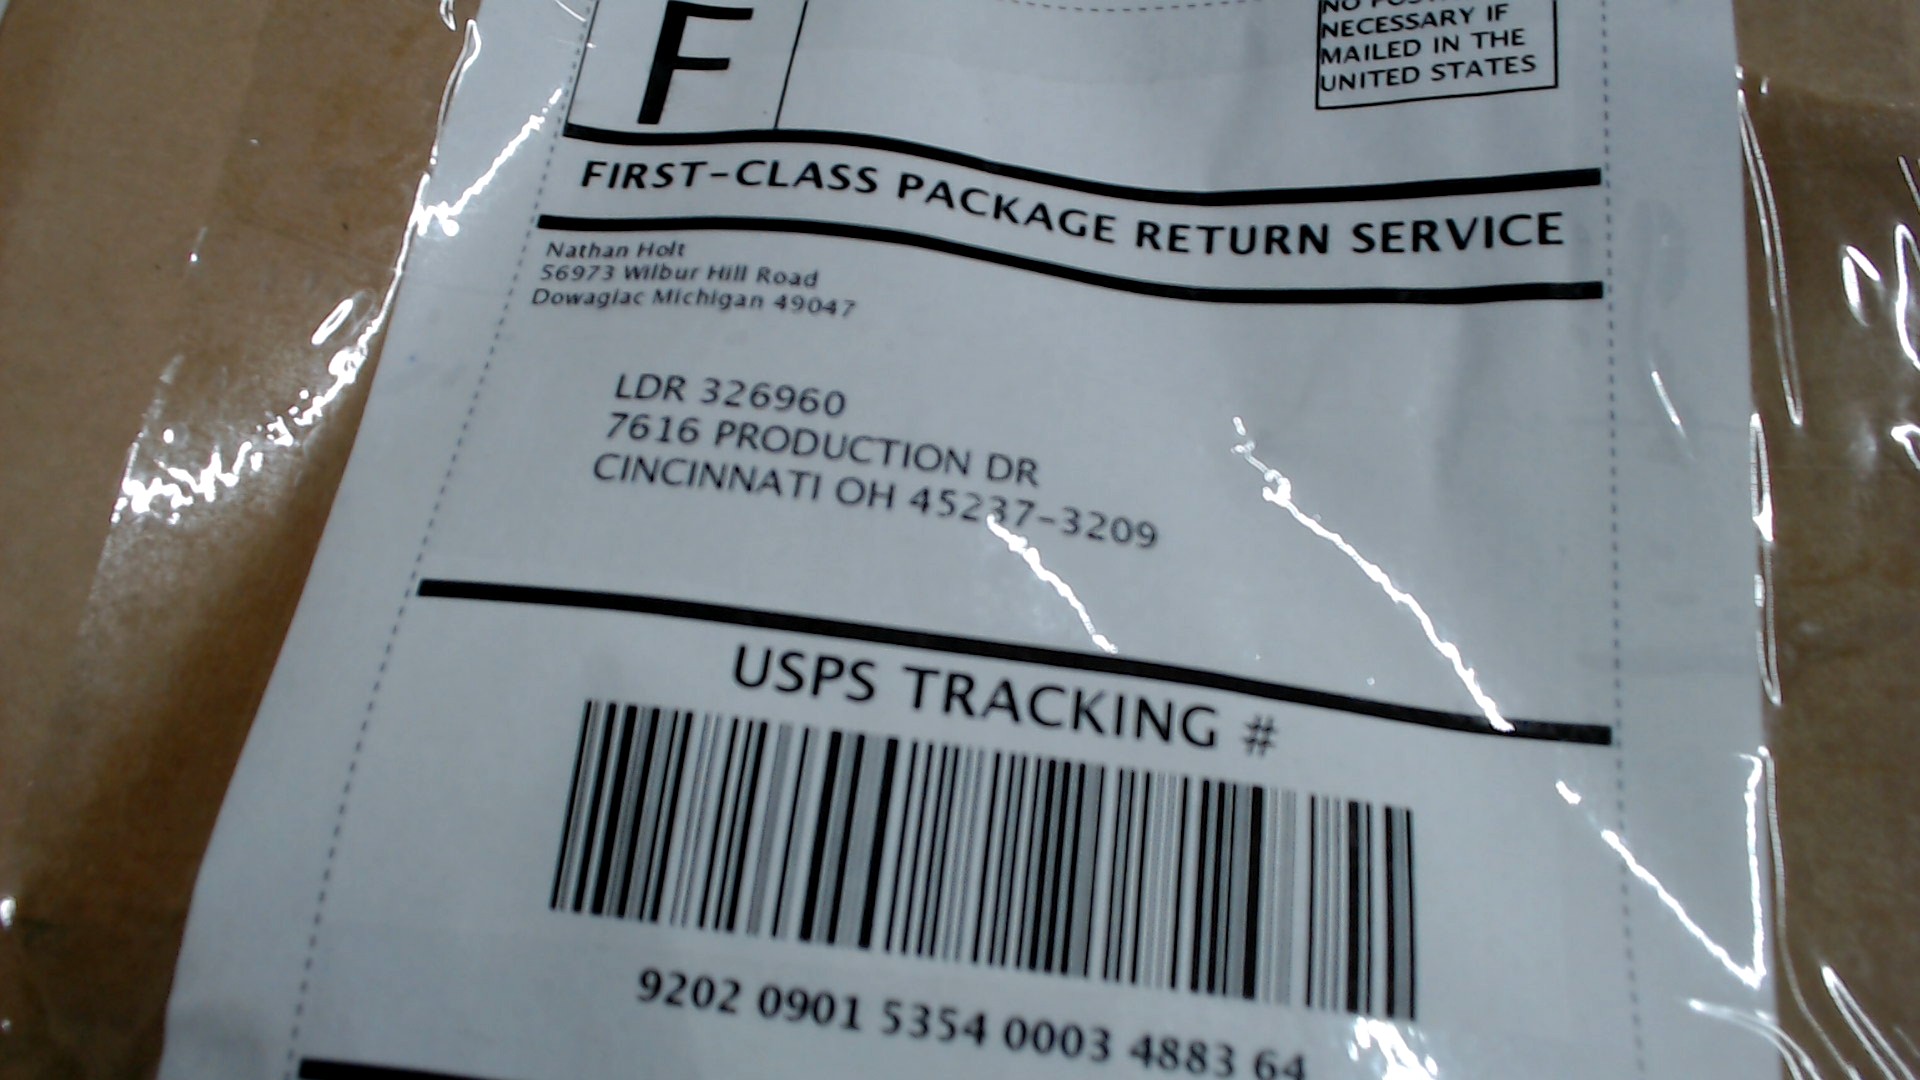 F
NECESSARY IF
MAILED IN THE
UNITED STATES
FIRST-CLASS PACKAGE RETURN SERVICE
Nathan Holt
56973 Wilbur Hill Road
Dowagiac Michigan 49047
LDR 326960
7616 PRODUCTION DR
CINCINNATI OH 45237-3209
USPS TRACKING #
9202 0901 5354 0003 4883 64